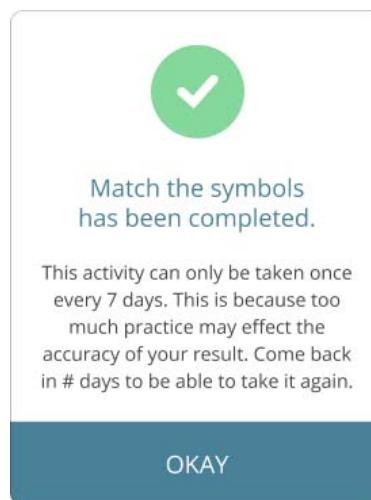 Match the symbols
has been completed.
This activity can only be taken once
every 7 days. This is because too
much practice may effect the
accuracy of your result. Come back
in # days to be able to take it again.
OKAY